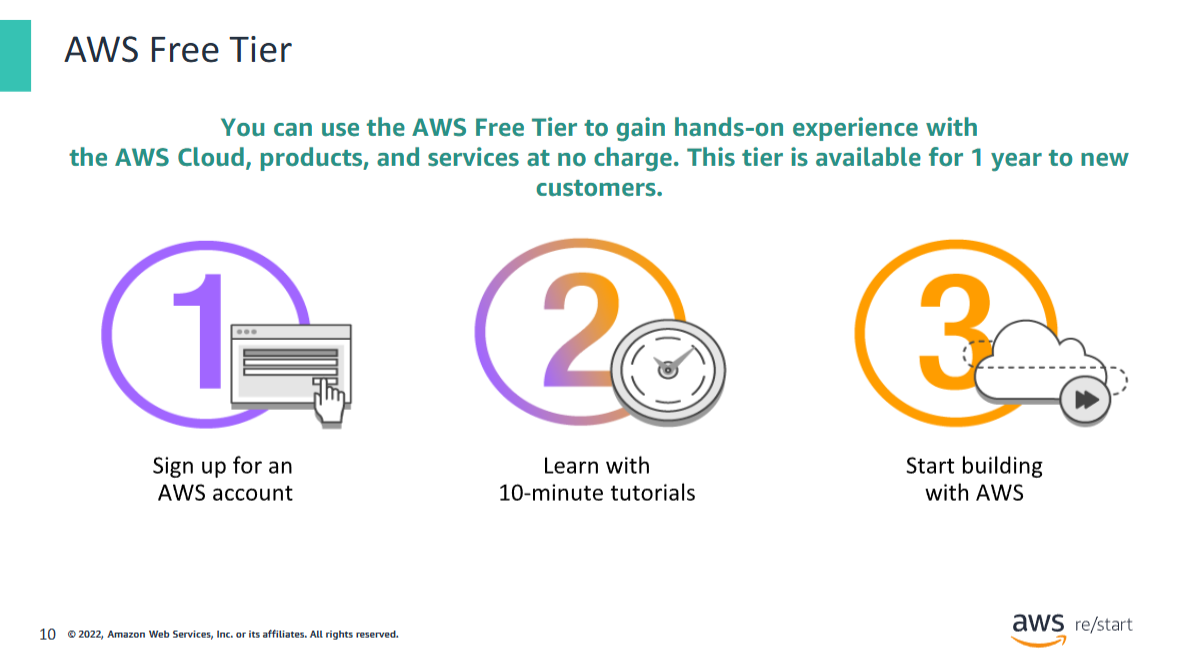 AWS Free Tier
You can use the AWS Free Tier to gain hands-on experience with
the AWS Cloud, products, and services at no charge. This tier is available for 1 year to new
customers.
1
2
3
Sign up for an
AWS account
Learn with
10-minute tutorials
Start building
with AWS
10 © 2022, Amazon Web Services, Inc. or its affiliates. All rights reserved.
aws re/start